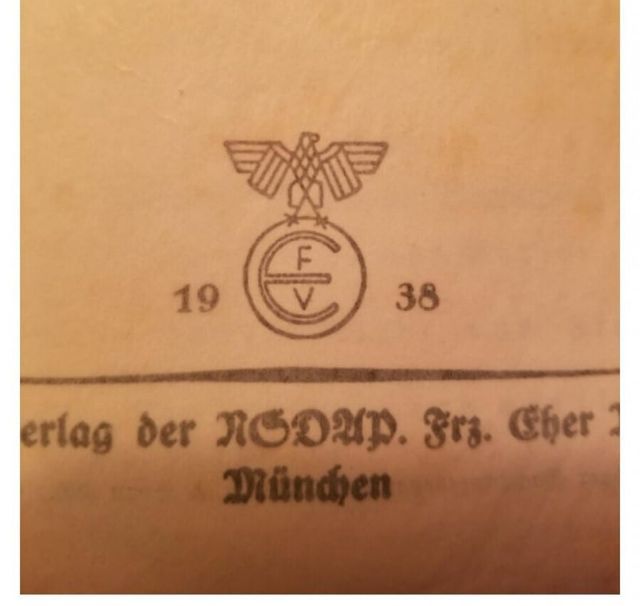 F
E
V
19 38
erlag der NSDAP. Frz. Eher
München